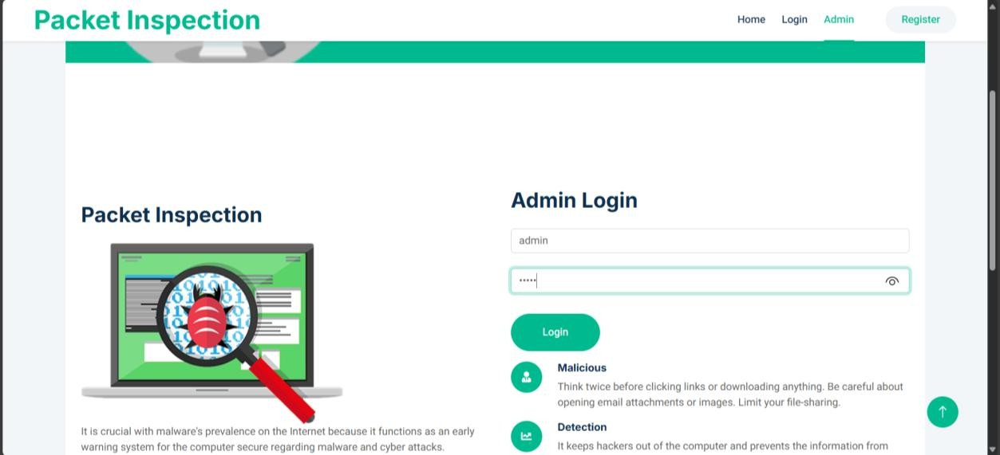 Packet Inspection
Home Login Admin Register
Packet Inspection
Admin Login
admin
•••••
Login
Malicious
Think twice before clicking links or downloading anything. Be careful about
opening email attachments or images. Limit your file-sharing.
Detection
It keeps hackers out of the computer and prevents the information from
It is crucial with malware's prevalence on the Internet because it functions as an early
warning system for the computer secure regarding malware and cyber attacks.